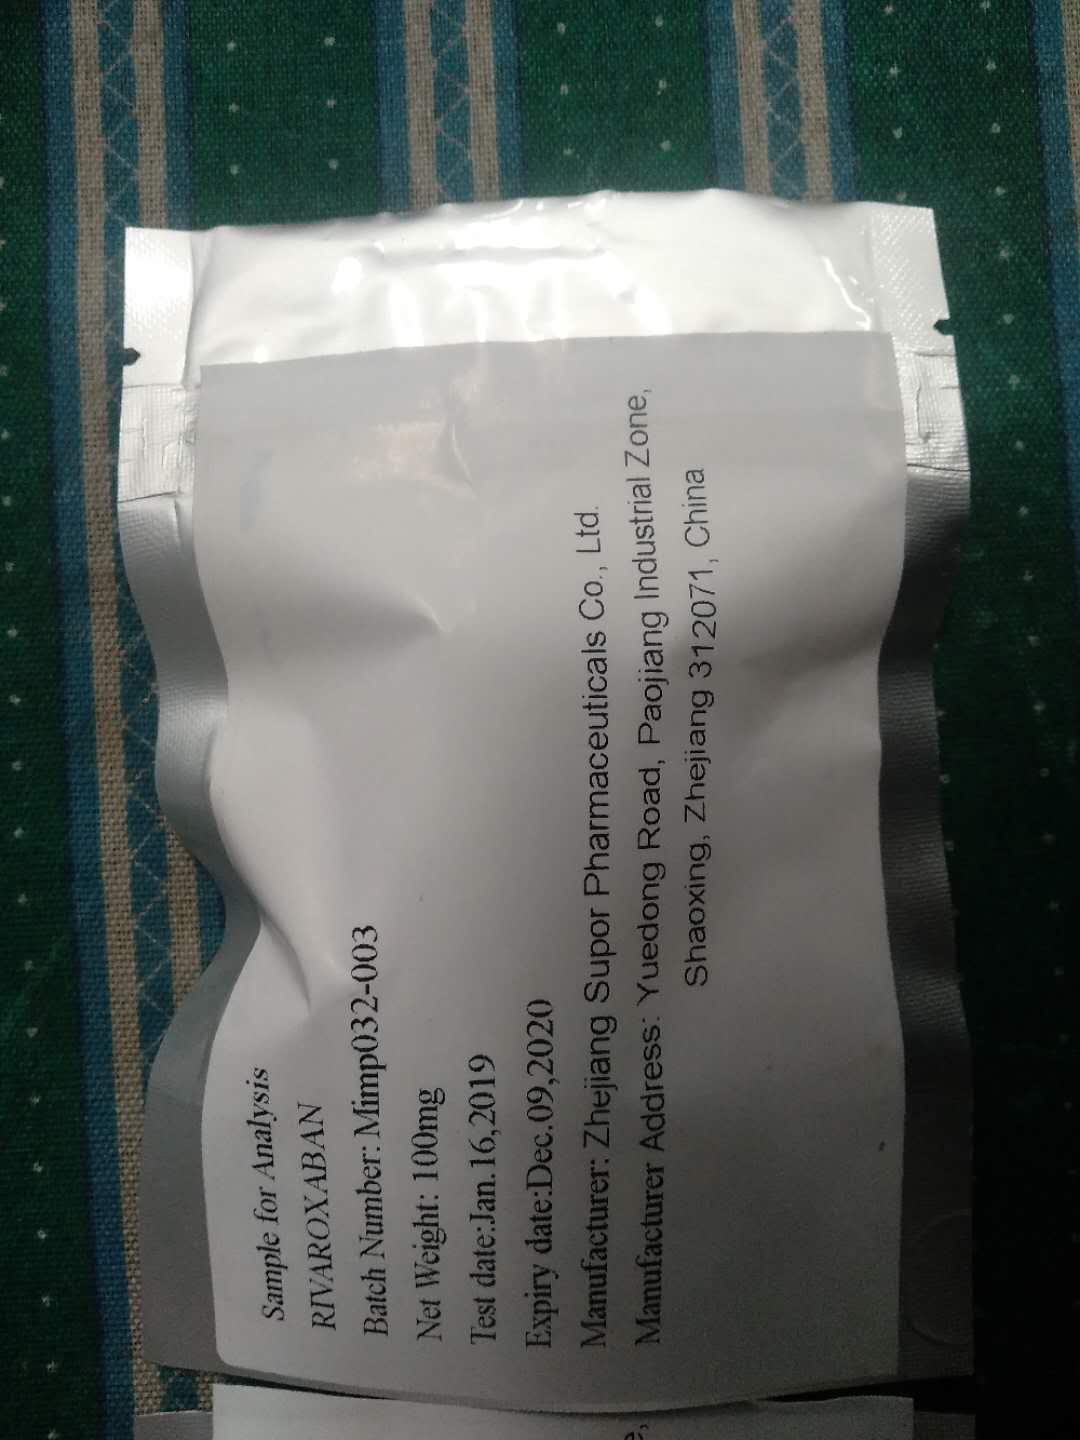 Sample for Analysis
RIVAROXABAN
Batch Number: Mimp032-003
Net Weight: 100mg
Test date:Jan.16,2019
Expiry date:Dec.09,2020
Manufacturer: Zhejiang Supor Pharmaceuticals Co., Ltd.
Manufacturer Address: Yuedong Road, Paojiang Industrial Zone,
Shaoxing, Zhejiang 312071, China